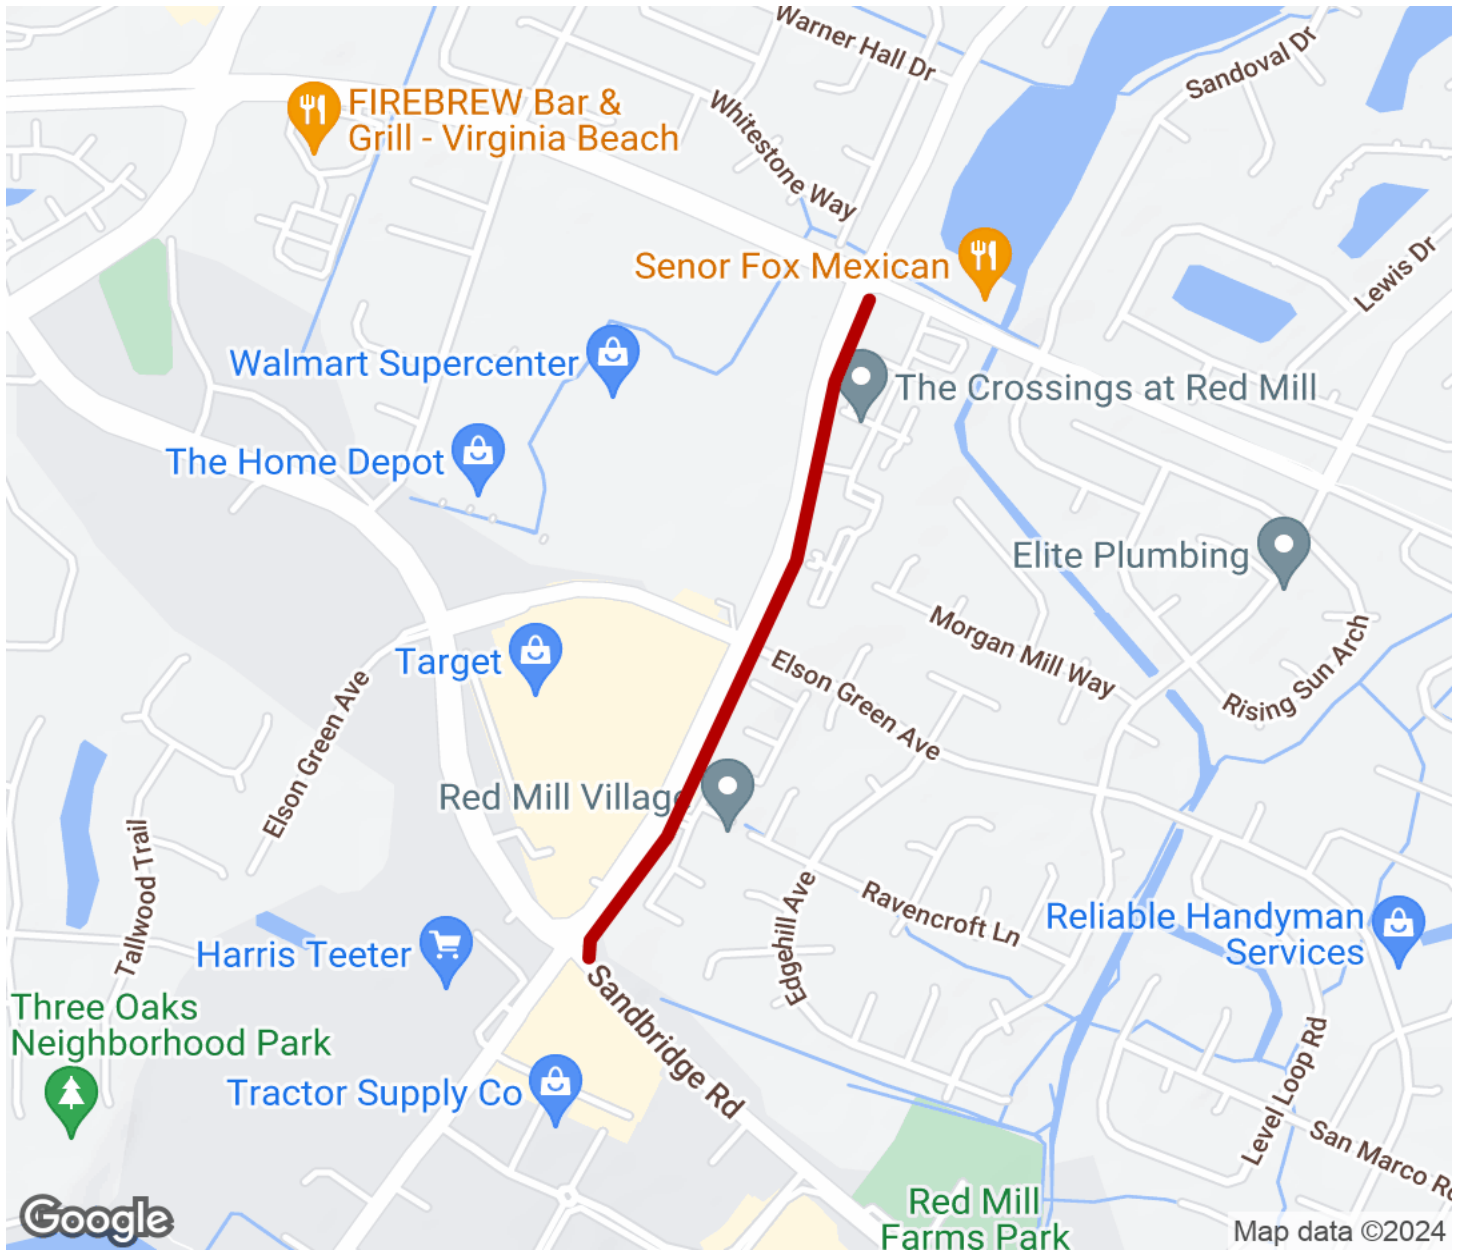 Warner Hall Dr
Sandoval Dr
FIREBREW Bar &
Grill - Virginia Beach
Whitestone Way
Senor Fox Mexican
Lewis Dr
Walmart Supercenter
The Crossings at Red Mill
The Home Depot
Elite Plumbing
Morgan Mill Way
Target
Elson Green Ave
Rising Sun Arch
Elson Green Ave
Red Mill Village
Tallwood Trail
Edgehill Ave
Ravencroft Ln
Reliable Handyman
Services
Harris Teeter
Three Oaks
Neighborhood Park
Sandbridge Rd
Tractor Supply Co
Level Loop Rd
San Marco R
Red Mill
Farms Park
Google
Map data ©2024